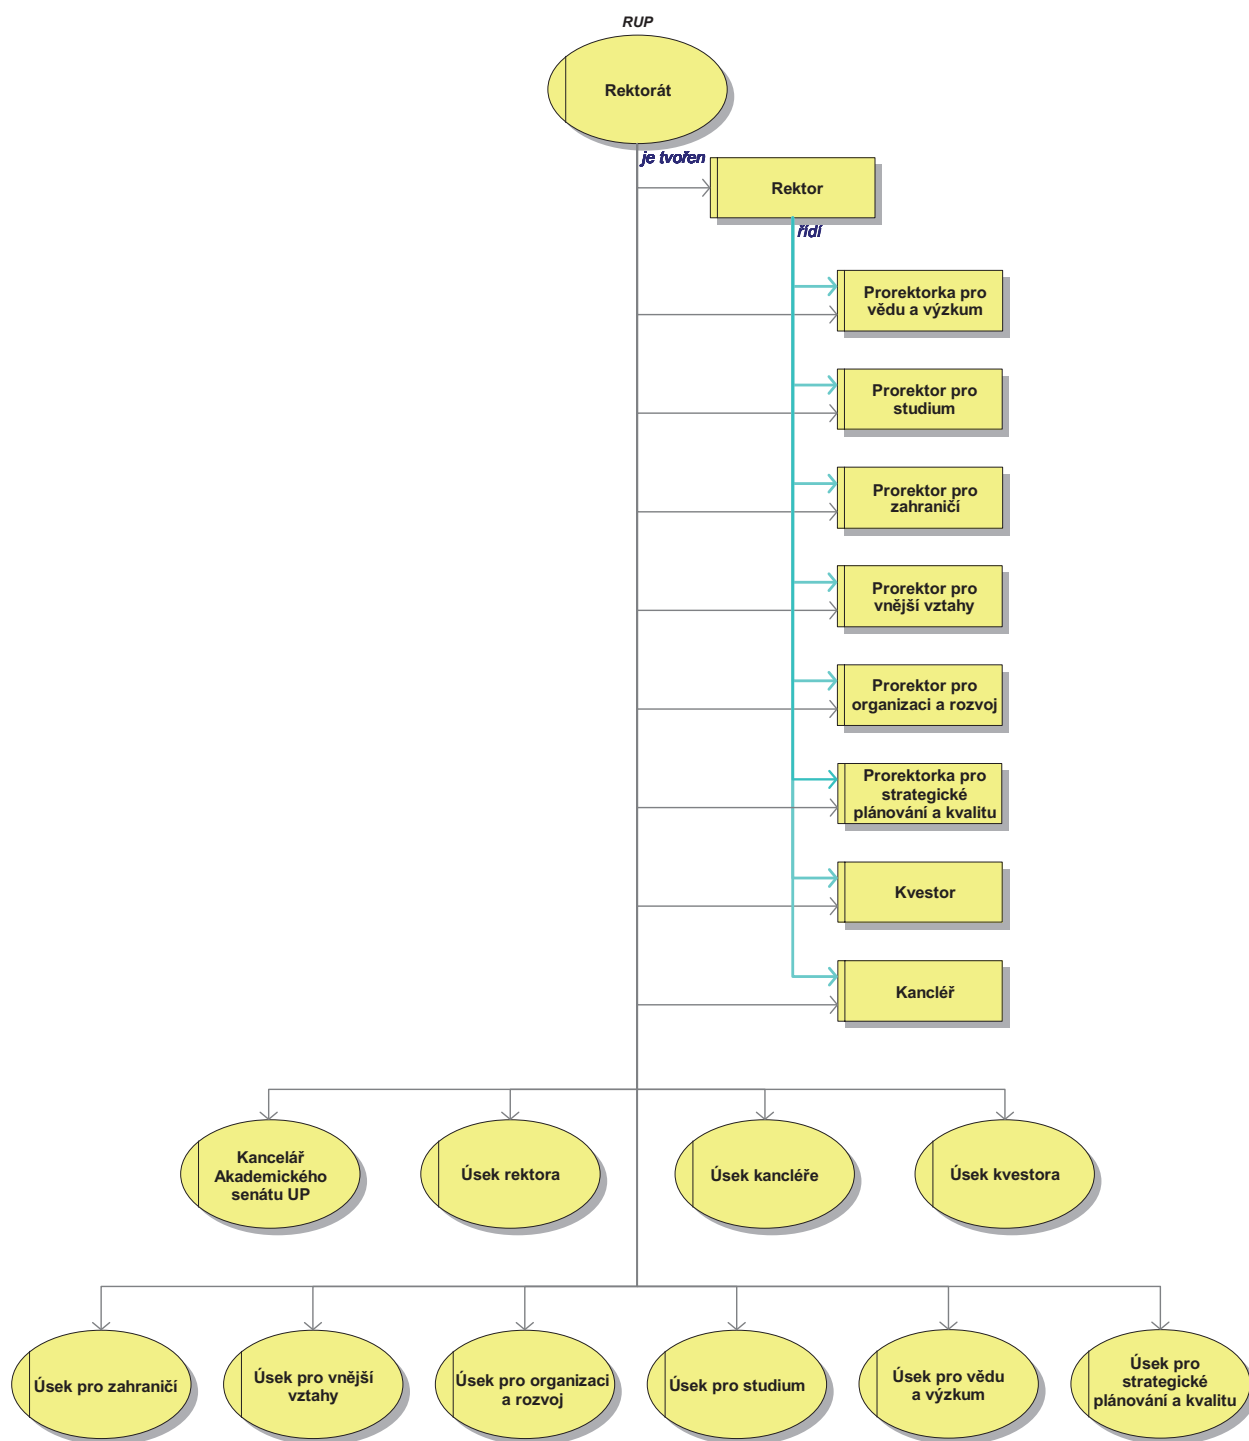 RUP
Rektorát
je tvořen
Rektor
řídí
Prorektorka pro
vědu a výzkum
Prorektor pro
studium
Prorektor pro
zahraničí
Prorektor pro
vnější vztahy
Prorektor pro
organizaci a rozvoj
Prorektorka pro
strategické
plánování a kvalitu
Kvestor
Kancléř
Kancelář
Akademického
senátu UP
Úsek rektora
Úsek kancléře
Úsek kvestora
Úsek pro zahraničí
Úsek pro vnější
vztahy
Úsek pro organizaci
a rozvoj
Úsek pro studium
Úsek pro vědu
a výzkum
Úsek pro
strategické
plánování a kvalitu